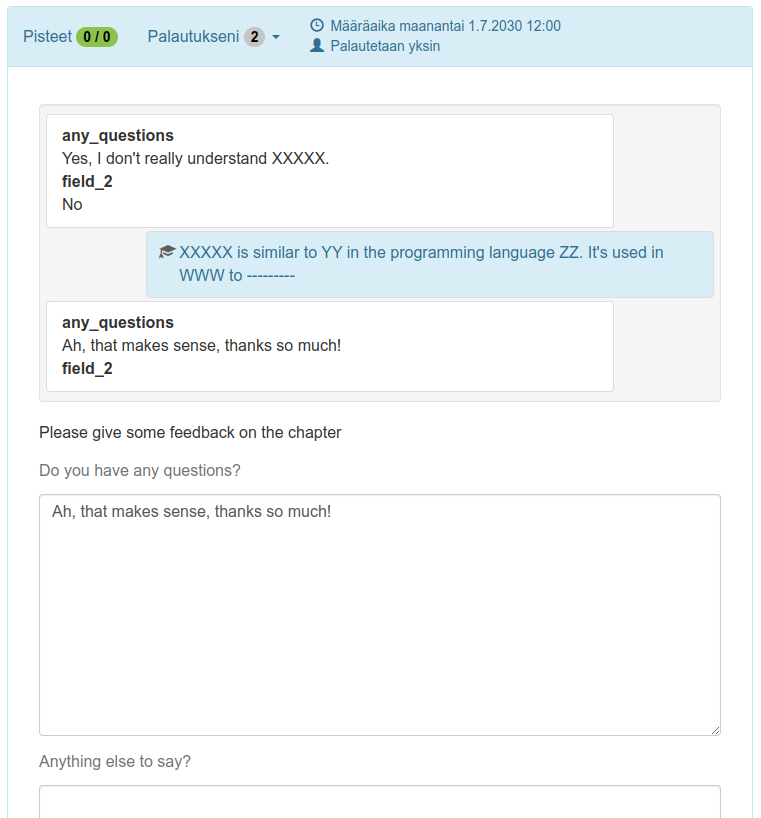 Pisteet 0 / 0 Palautukseni 2 Määräaika maanantai 1.7.2030 12:00
Palautetaan yksin
any_questions
Yes, I don't really understand XXXXX.
field_2
No
XXXXX is similar to YY in the programming language ZZ. It's used in
WWW to ---------
any_questions
Ah, that makes sense, thanks so much!
field_2
Please give some feedback on the chapter
Do you have any questions?
Ah, that makes sense, thanks so much!
Anything else to say?